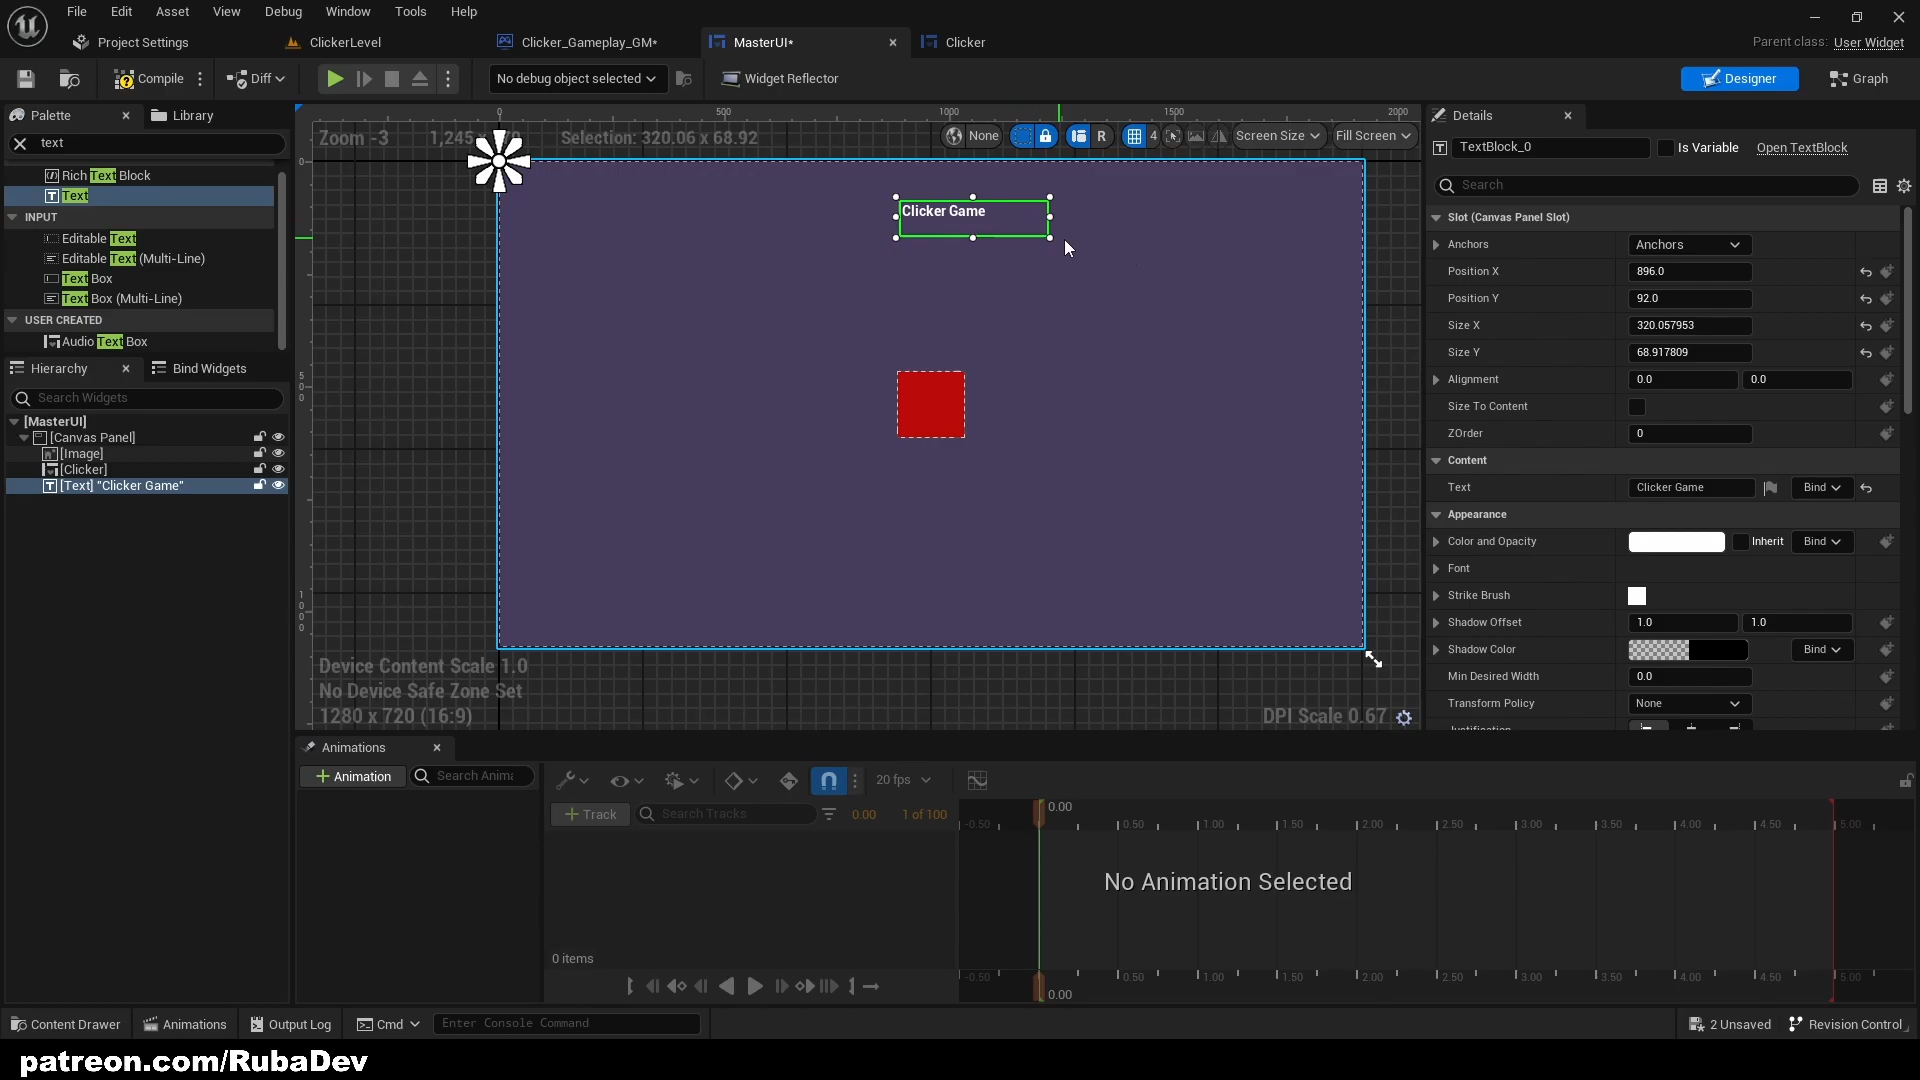 File Edit Asset View Debug Window Tools Help
Project Settings ClickerLevel Clicker_Gameplay_GM* MasterUI* Clicker Parent class: User Widget
Compile Diff No debug object selected Widget Reflector Designer Graph
Palette Library
text
Rich Text Block
Text
INPUT
Editable Text
Editable Text (Multi-Line)
Text Box
Text Box (Multi-Line)
USER CREATED
Audio Text Box
Hierarchy Bind Widgets
Search Widgets
[MasterUI]
[Canvas Panel]
[Image]
[Clicker]
[Text] "Clicker Game"
0 500 1000 1500 2000
Zoom -3 Selection: 320.06 x 68.92 None R 4 Screen Size Fill Screen
0
500
1000
Clicker Game
Device Content Scale 1.0
No Device Safe Zone Set
1280 x 720 (16:9) DPI Scale 0.67
Details
TextBlock_0 Is Variable Open TextBlock
Search
Slot (Canvas Panel Slot)
Anchors Anchors
Position X 896.0
Position Y 92.0
Size X 320.057953
Size Y 68.917809
Alignment 0.0 0.0
Size To Content
ZOrder 0
Content
Text Clicker Game Bind
Appearance
Color and Opacity Inherit Bind
Font
Strike Brush
Shadow Offset 1.0 1.0
Shadow Color Bind
Min Desired Width 0.0
Transform Policy None
Animations
Animation Search Anima 20 fps
Track Search Tracks 0.00 1 of 100
0.00
-0.50 0.50 1.00 1.50 2.00 2.50 3.00 3.50 4.00 4.50 5.00
No Animation Selected
0 items
-0.50 0.50 1.00 1.50 2.00 2.50 3.00 3.50 4.00 4.50 5.00
0.00
Content Drawer Animations Output Log Cmd Enter Console Command 2 Unsaved Revision Control
patreon.com/RubaDev